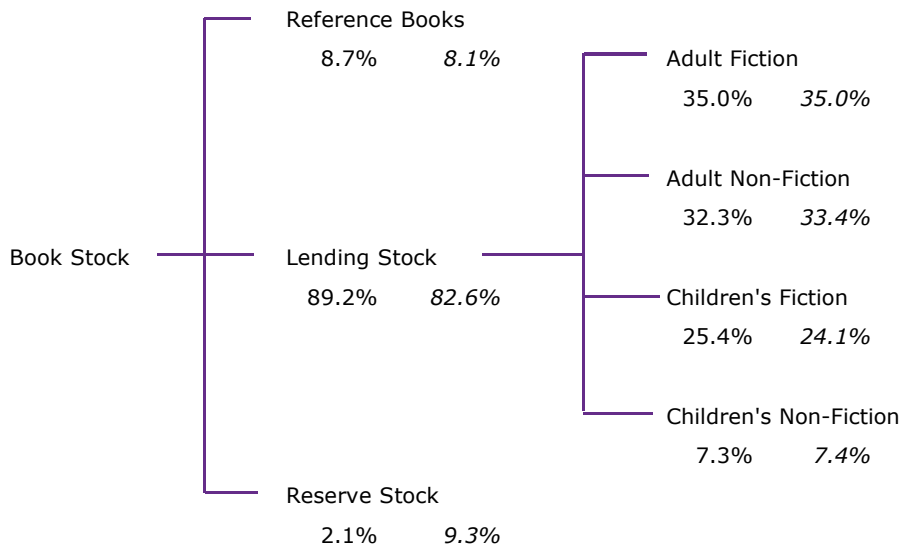 Reference Books
8.7% 8.1%
Adult Fiction
35.0% 35.0%
Adult Non-Fiction
32.3% 33.4%
Book Stock
Lending Stock
89.2% 82.6%
Children's Fiction
25.4% 24.1%
Children's Non-Fiction
7.3% 7.4%
Reserve Stock
2.1% 9.3%